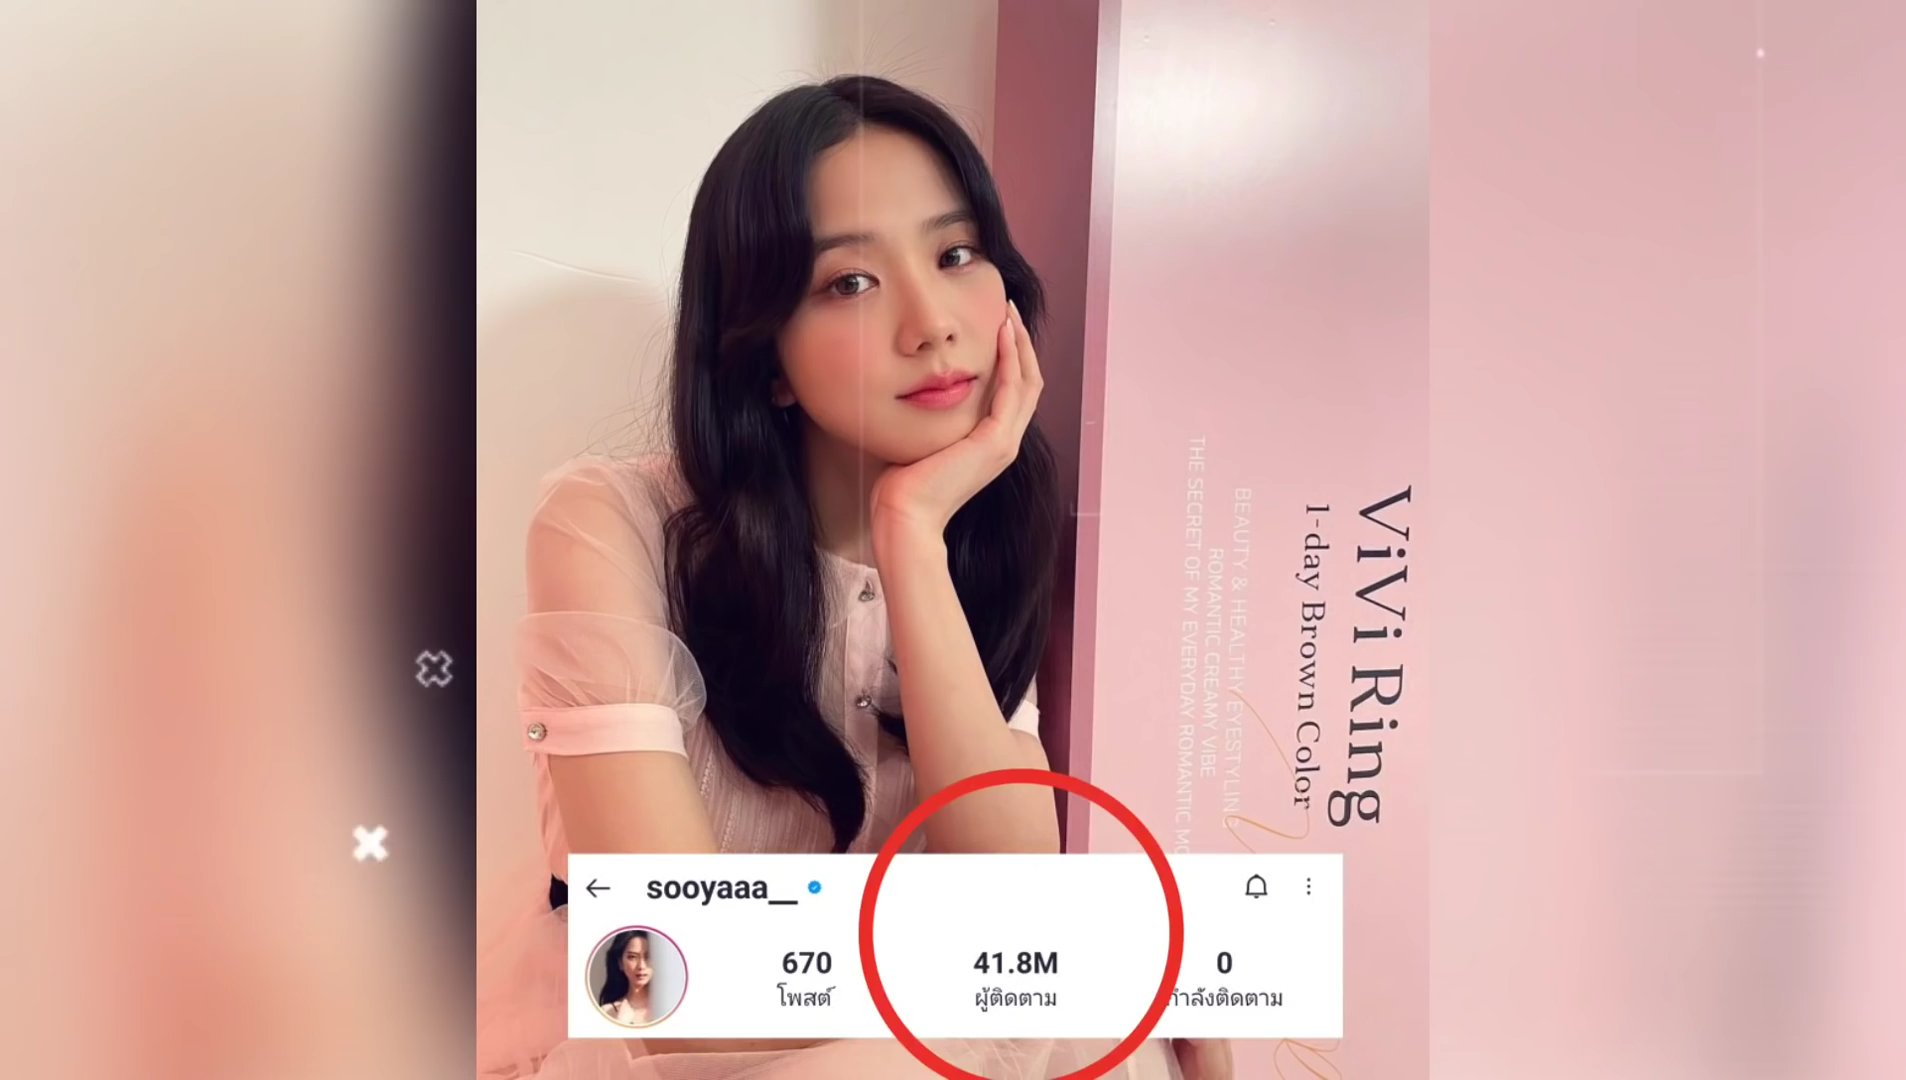 ViVi Ring
1-day Brown Color
BEAUTY & HEALTHY EYESTYLING
ROMANTIC CREAMY VIBE
THE SECRET OF MY EVERYDAY ROMANTIC
sooyaaa__
670
โพสต์
41.8M
ผู้ติดตาม
0
กำลังติดตาม